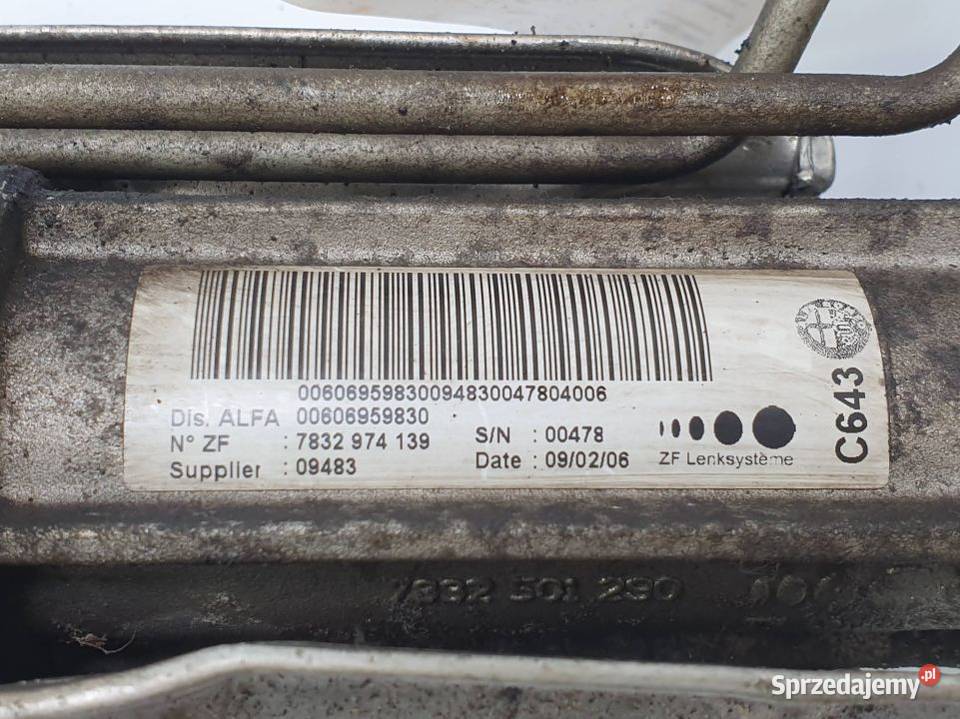 00606959830094830047804006
Dis. ALFA 00606959830
N° ZF : 7832 974 139
Supplier : 09483
S/N : 00478
Date : 09/02/06
ZF Lenksysteme
C643
7832 501 290
Sprzedajemy.pl